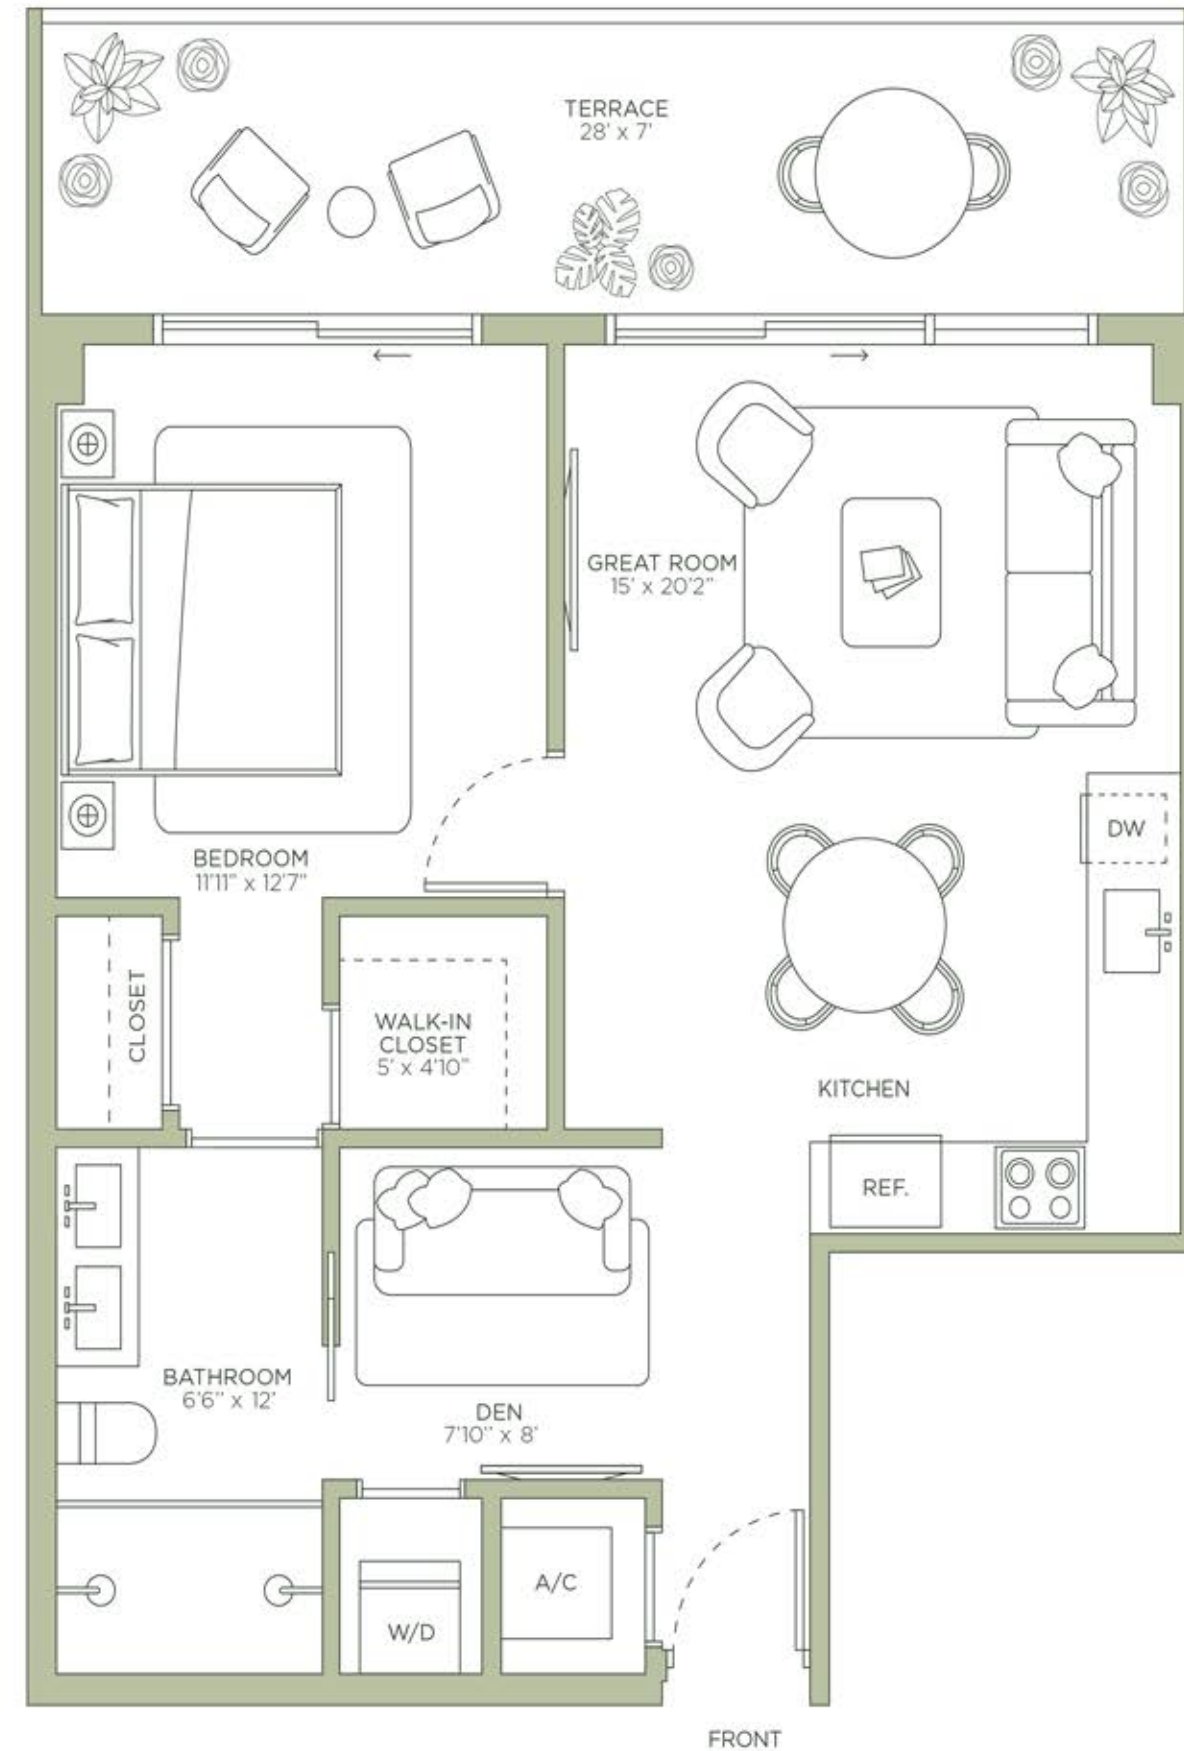 TERRACE
28' x 7'
GREAT ROOM
15' x 20'2"
DW
BEDROOM
11'11" x 12'7"
CLOSET
WALK-IN
CLOSET
5' x 4'10"
KITCHEN
REF.
BATHROOM
6'6" x 12'
DEN
7'10" x 8'
A/C
W/D
FRONT